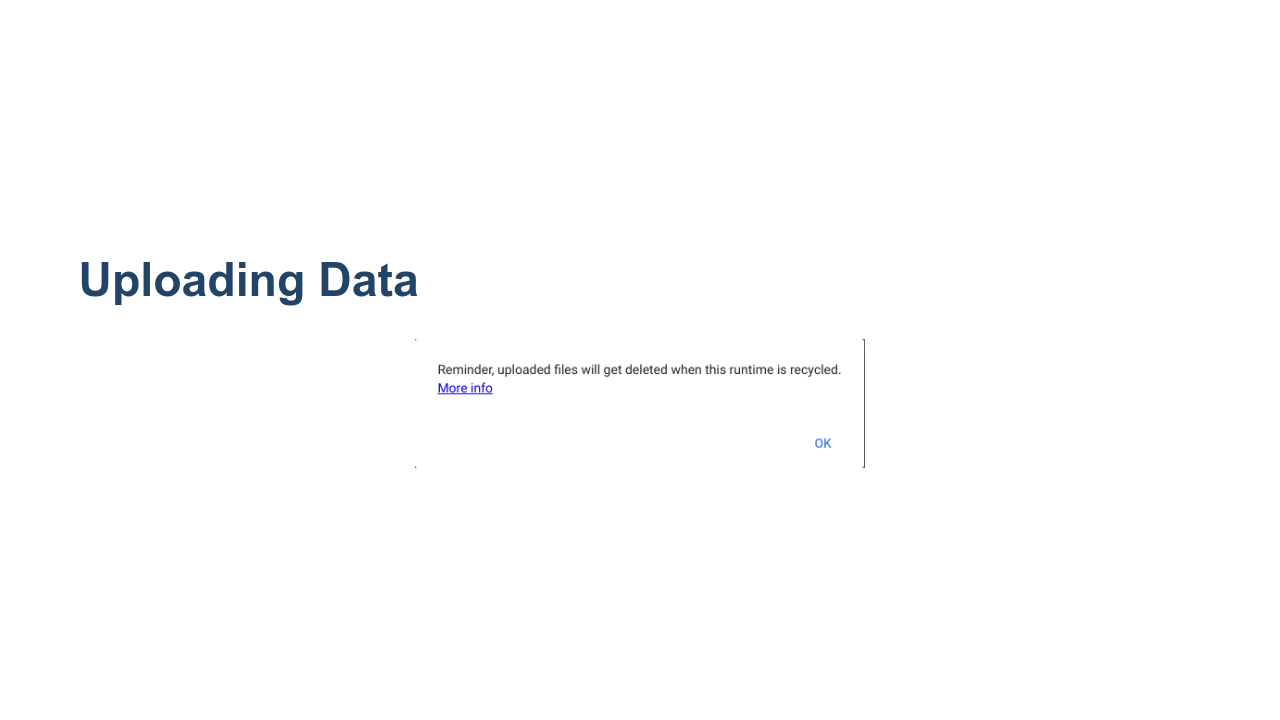 Uploading Data
Reminder, uploaded files will get deleted when this runtime is recycled.
More info
OK